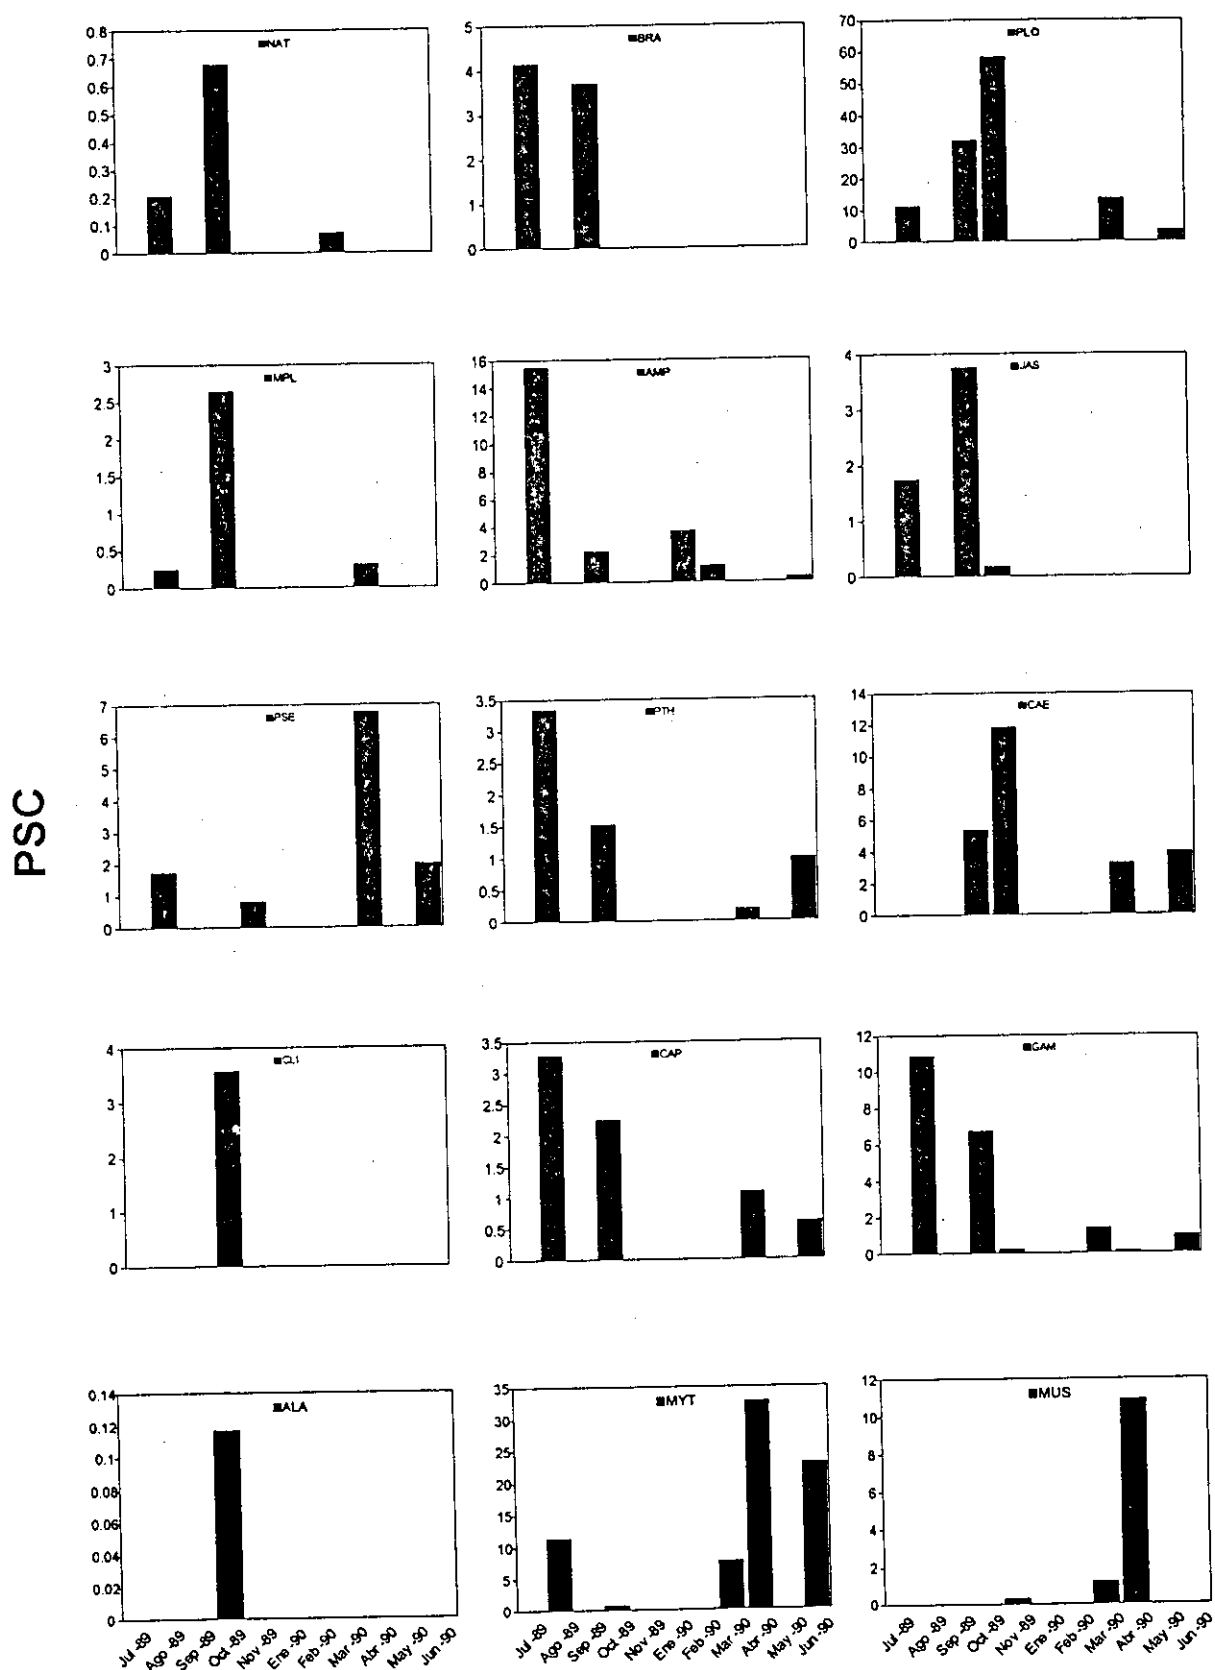 NAT
0.8
0.7
0.6
0.5
0.4
0.3
0.2
0.1
0
BRA
5
4
3
2
1
0
PLO
70
60
50
40
30
20
10
0
MPL
3
2.5
2
1.5
1
0.5
0
AMP
16
14
12
10
8
6
4
2
0
JAS
4
3
2
1
0
PSC
PSE
7
6
5
4
3
2
1
0
PTH
3.5
3
2.5
2
1.5
1
0.5
0
CAE
14
12
10
8
6
4
2
0
4
3
2
1
0
CAP
3.5
3
2.5
2
1.5
1
0.5
0
GAM
12
10
8
6
4
2
0
ALA
0.14
0.12
0.1
0.08
0.06
0.04
0.02
0
Jul -89
Ago -89
Sep -89
Oct -89
Nov -89
Ene -90
Feb -90
Mar -90
Abr -90
May -90
Jun -90
MYT
35
30
25
20
15
10
5
0
Jul -89
Ago -89
Sep -89
Oct -89
Nov -89
Ene -90
Feb -90
Mar -90
Abr -90
May -90
Jun -90
MUS
12
10
8
6
4
2
0
Jul -89
Ago -89
Sep -89
Oct -89
Nov -89
Ene -90
Feb -90
Mar -90
Abr -90
May -90
Jun -90